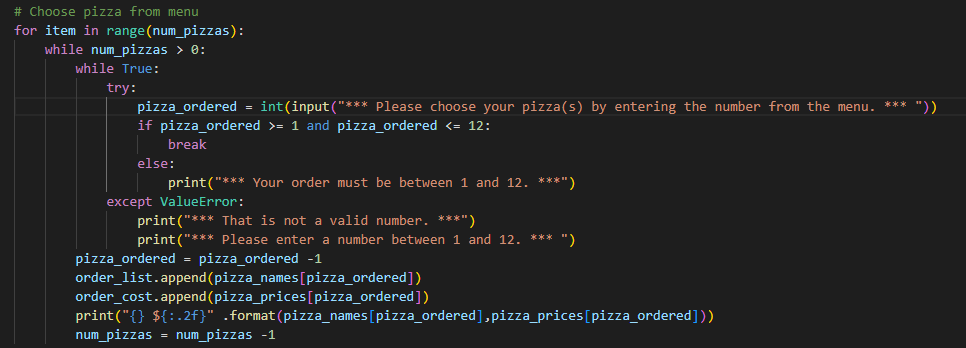 # Choose pizza from menu
for item in range(num_pizzas):
    while num_pizzas > 0:
        while True:
            try:
                pizza_ordered = int(input("*** Please choose your pizza(s) by entering the number from the menu. *** "))
                if pizza_ordered >= 1 and pizza_ordered <= 12:
                    break
                else:
                    print("*** Your order must be between 1 and 12. ***")
            except ValueError:
                print("*** That is not a valid number. ***")
                print("*** Please enter a number between 1 and 12. *** ")
        pizza_ordered = pizza_ordered -1
        order_list.append(pizza_names[pizza_ordered])
        order_cost.append(pizza_prices[pizza_ordered])
        print("{} ${:.2f}" .format(pizza_names[pizza_ordered],pizza_prices[pizza_ordered]))
        num_pizzas = num_pizzas -1